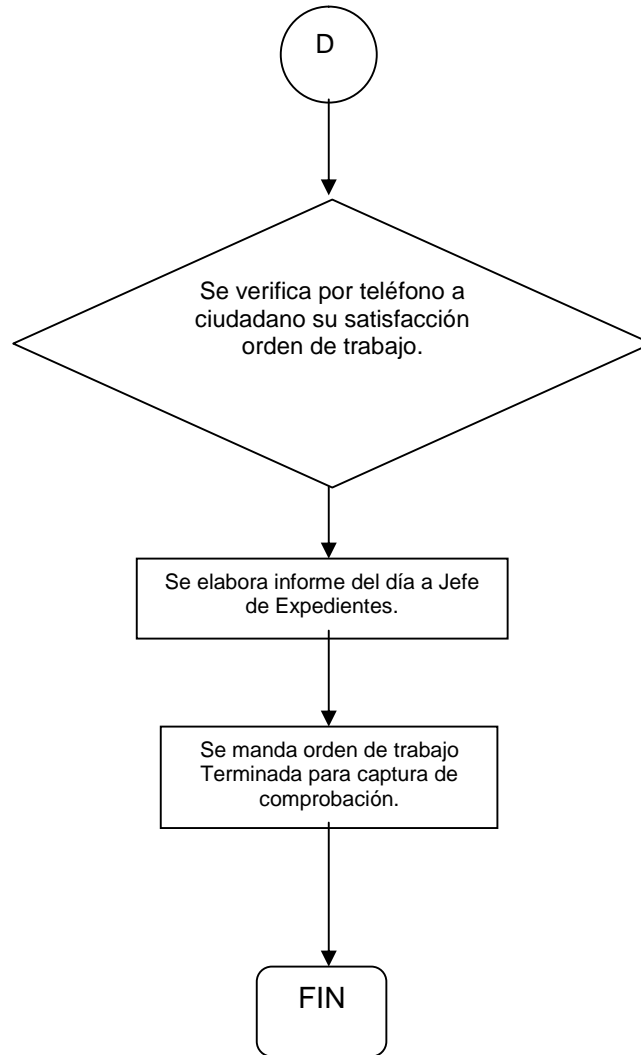 D
Se verifica por teléfono a
ciudadano su satisfacción
orden de trabajo.
Se elabora informe del día a Jefe
de Expedientes.
Se manda orden de trabajo
Terminada para captura de
comprobación.
FIN